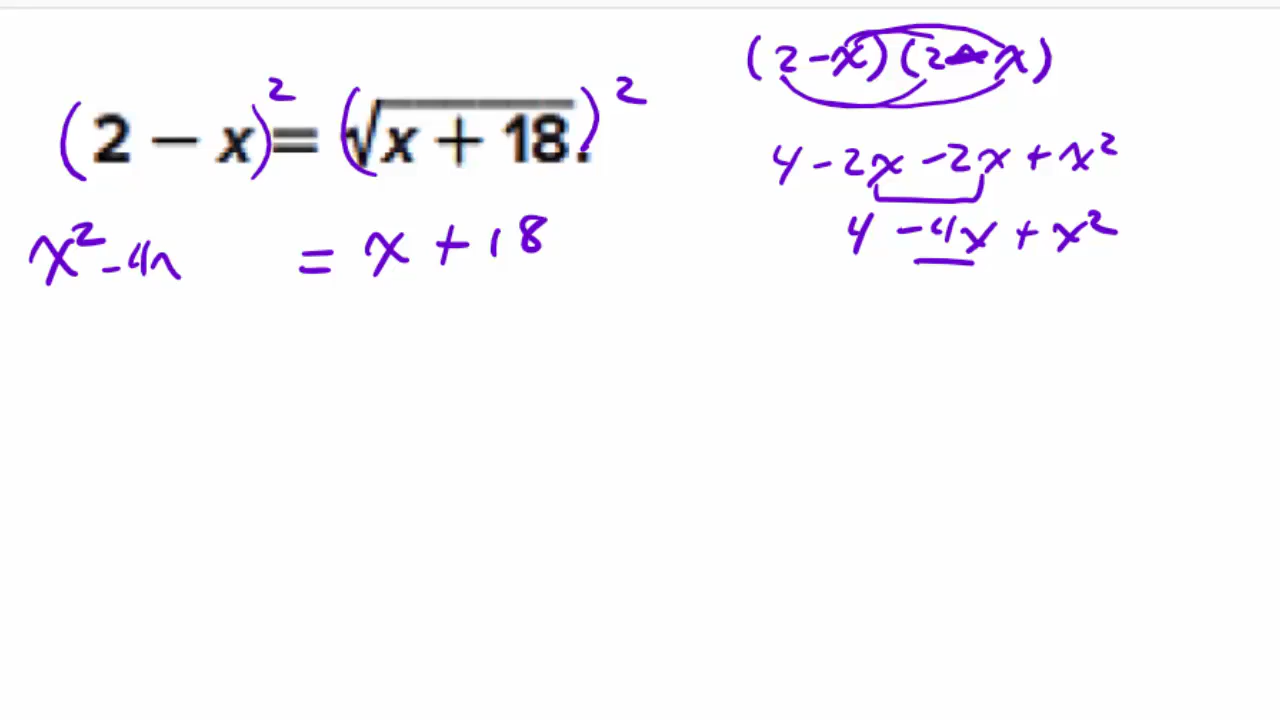 (2 − x)² = (√x + 18.)²
x² - 4x = x + 18
(2 - x) (2 - x)
4 - 2x - 2x + x²
4 - 4x + x²